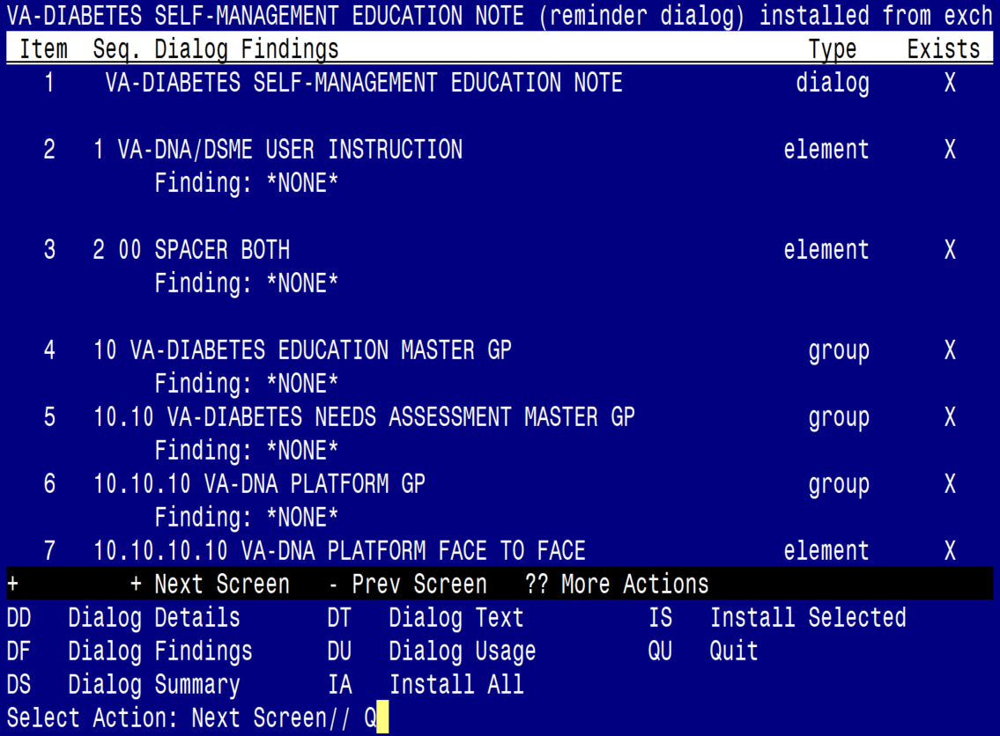 VA-DIABETES SELF-MANAGEMENT EDUCATION NOTE (reminder dialog) installed from exch
Item Seq. Dialog Findings Type Exists
1 VA-DIABETES SELF-MANAGEMENT EDUCATION NOTE dialog X
2 1 VA-DNA/DSME USER INSTRUCTION element X
Finding: *NONE*
3 2 00 SPACER BOTH element X
Finding: *NONE*
4 10 VA-DIABETES EDUCATION MASTER GP group X
Finding: *NONE*
5 10.10 VA-DIABETES NEEDS ASSESSMENT MASTER GP group X
Finding: *NONE*
6 10.10.10 VA-DNA PLATFORM GP group X
Finding: *NONE*
7 10.10.10.10 VA-DNA PLATFORM FACE TO FACE element X
+ + Next Screen - Prev Screen ?? More Actions
DD Dialog Details DT Dialog Text IS Install Selected
DF Dialog Findings DU Dialog Usage QU Quit
DS Dialog Summary IA Install All
Select Action: Next Screen// Q